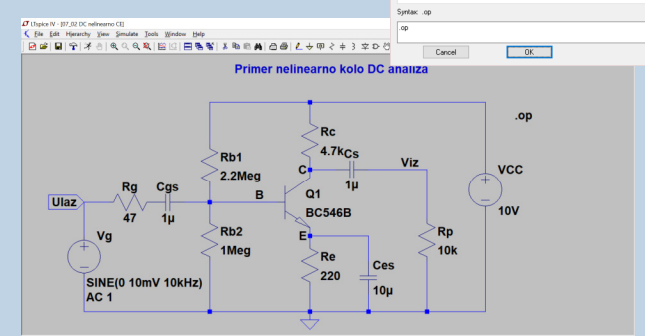 Syntax: .op
.op
Cancel OK
LTspice IV - [07_02 DC nelinearno CE]
File Edit Hierarchy View Simulate Tools Window Help
Primer nelinearno kolo DC analiza
.op
Rc
4.7k
Cs
1µ
Viz
C
Rb1
2.2Meg
VCC
10V
Rg
47
Cgs
1µ
Ulaz
B
Q1
BC546B
Vg
SINE(0 10mV 10kHz)
AC 1
Rb2
1Meg
E
Re
220
Ces
10µ
Rp
10k